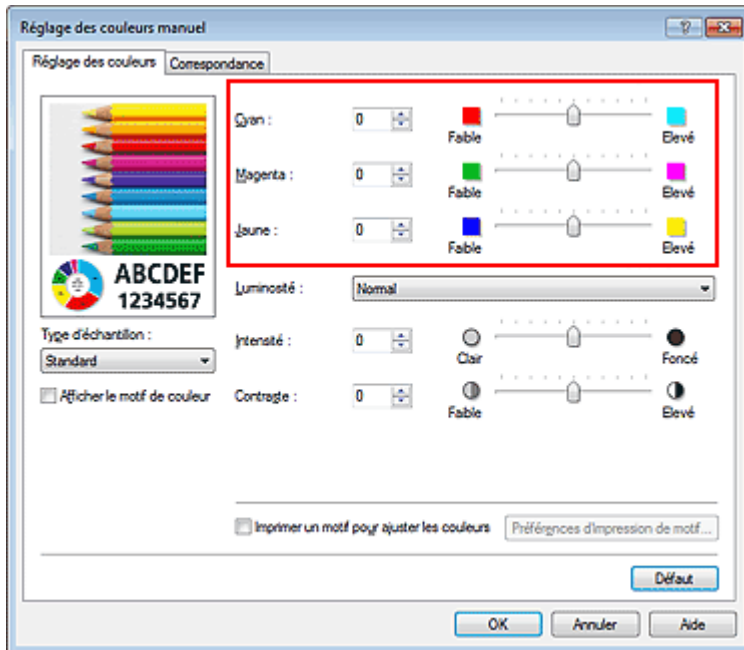 Réglage des couleurs manuel
Réglage des couleurs Correspondance
Cyan : 0 Faible Elevé
Magenta : 0 Faible Elevé
Jaune : 0 Faible Elevé
ABCDEF
1234567
Luminosité : Normal
Type d'échantillon :
Standard
Intensité : 0 Clair Foncé
Afficher le motif de couleur
Contraste : 0 Faible Elevé
Imprimer un motif pour ajuster les couleurs Préférences d'impression de motif...
Défaut
OK Annuler Aide